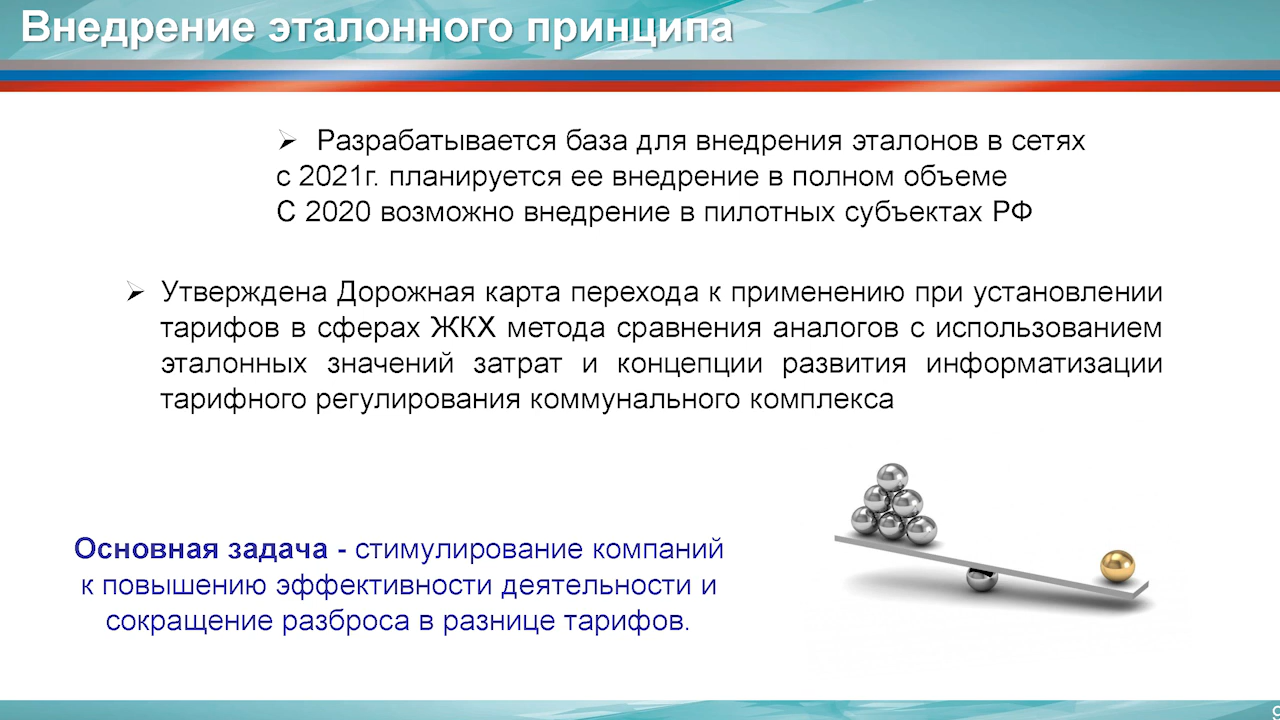 Внедрение эталонного принципа
➢ Разрабатывается база для внедрения эталонов в сетях
с 2021г. планируется ее внедрение в полном объеме
С 2020 возможно внедрение в пилотных субъектах РФ
➢ Утверждена Дорожная карта перехода к применению при установлении
тарифов в сферах ЖКХ метода сравнения аналогов с использованием
эталонных значений затрат и концепции развития информатизации
тарифного регулирования коммунального комплекса
Основная задача - стимулирование компаний
к повышению эффективности деятельности и
сокращение разброса в разнице тарифов.